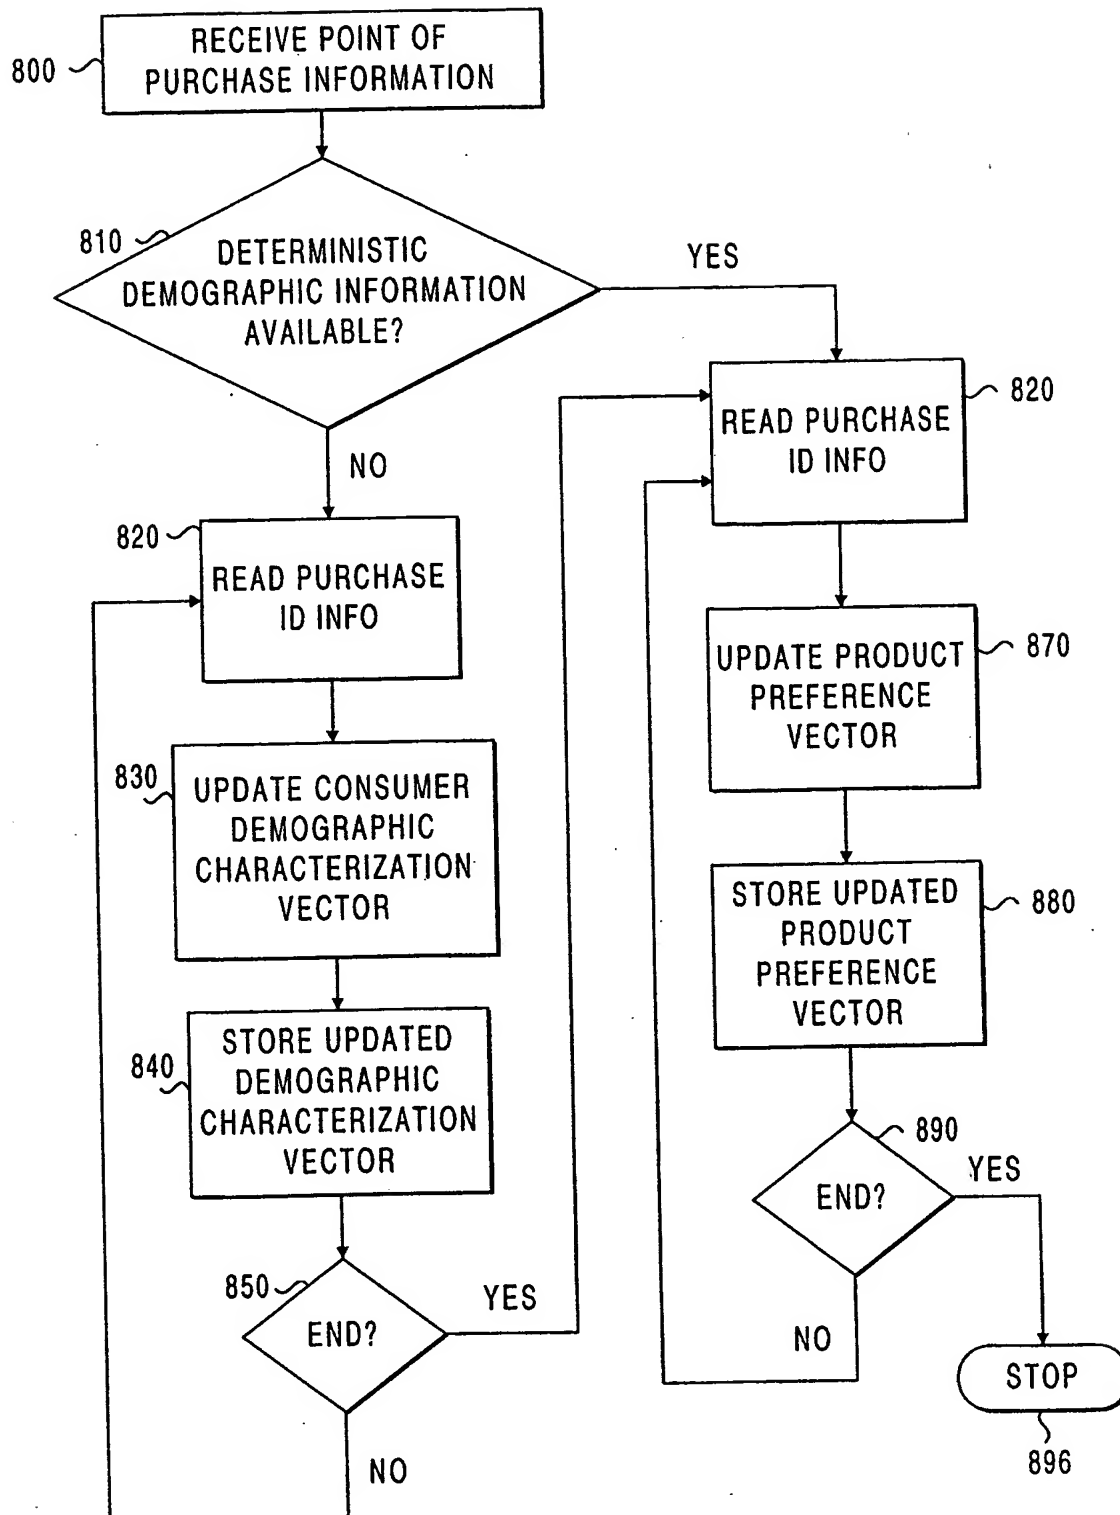 RECEIVE POINT OF
PURCHASE INFORMATION
800
810
DETERMINISTIC
DEMOGRAPHIC INFORMATION
AVAILABLE?
YES
NO
820
READ PURCHASE
ID INFO
820
READ PURCHASE
ID INFO
830
UPDATE CONSUMER
DEMOGRAPHIC
CHARACTERIZATION
VECTOR
840
STORE UPDATED
DEMOGRAPHIC
CHARACTERIZATION
VECTOR
850
END?
YES
NO
870
UPDATE PRODUCT
PREFERENCE
VECTOR
880
STORE UPDATED
PRODUCT
PREFERENCE
VECTOR
890
END?
YES
NO
STOP
896